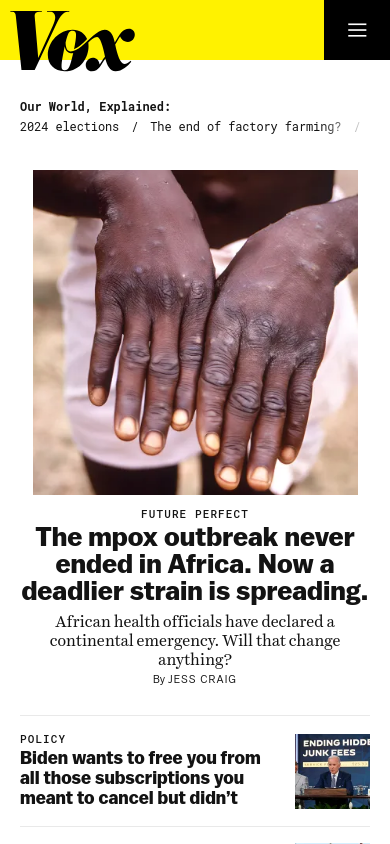 Vox
Our World, Explained:
2024 elections / The end of factory farming? /
FUTURE PERFECT
The mpox outbreak never
ended in Africa. Now a
deadlier strain is spreading.
African health officials have declared a
continental emergency. Will that change
anything?
By JESS CRAIG
POLICY
Biden wants to free you from
all those subscriptions you
meant to cancel but didn't
ENDING HIDDE
JUNK FEES